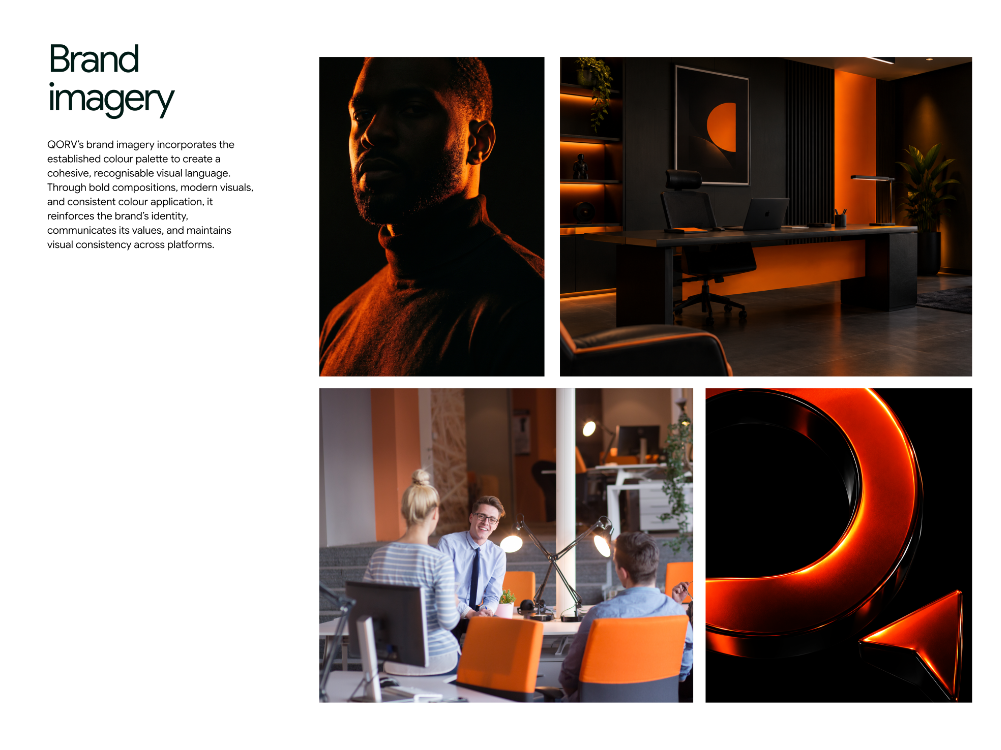 Brand
imagery
QORV's brand imagery incorporates the
established colour palette to create a
cohesive, recognisable visual language.
Through bold compositions, modern visuals,
and consistent colour application, it
reinforces the brand's identity,
communicates its values, and maintains
visual consistency across platforms.